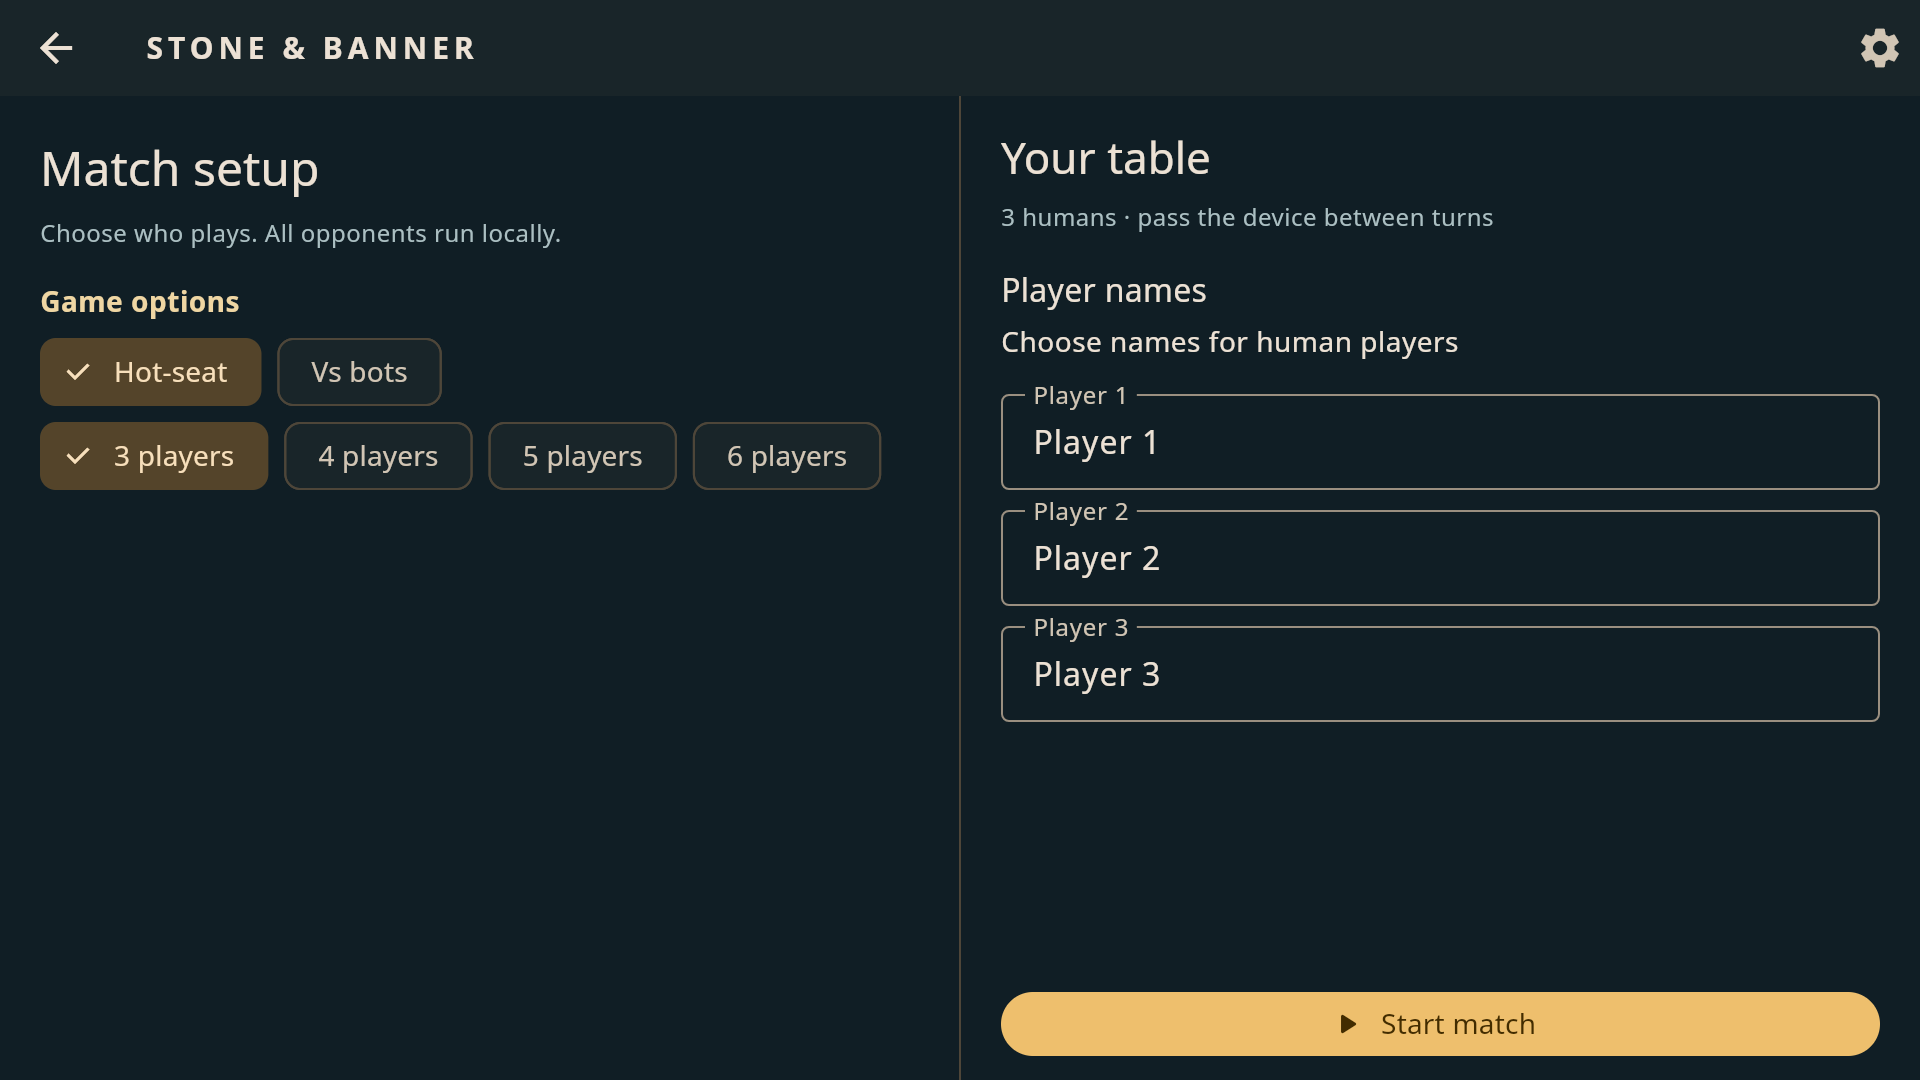 STONE & BANNER
Match setup
Choose who plays. All opponents run locally.
Game options
Hot-seat
Vs bots
3 players
4 players
5 players
6 players
Your table
3 humans · pass the device between turns
Player names
Choose names for human players
Player 1
Player 1
Player 2
Player 2
Player 3
Player 3
Start match